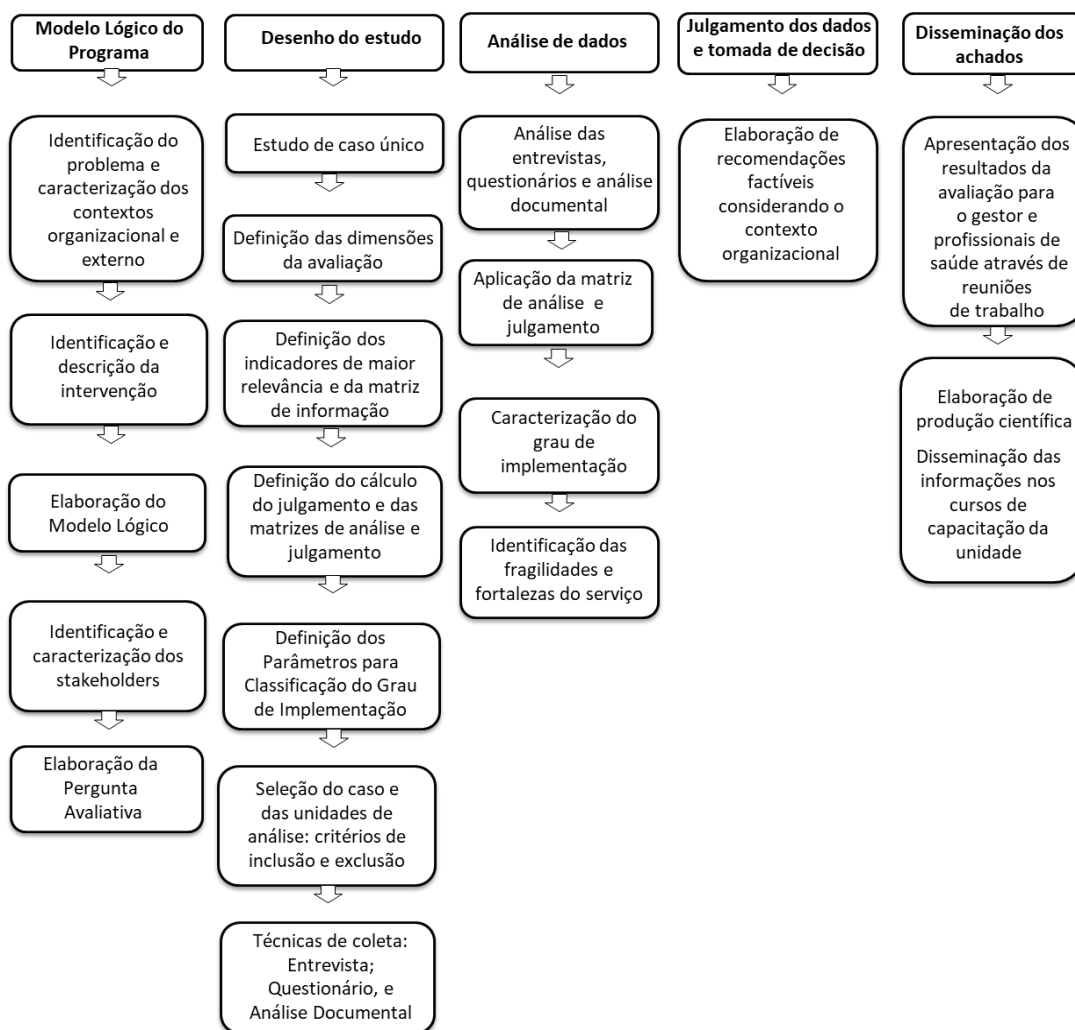 Modelo Lógico do
Programa
Identificação do
problema e
caracterização dos
contextos
organizacional e
externo
Identificação e
descrição da
intervenção
Elaboração do
Modelo Lógico
Identificação e
caracterização dos
stakeholders
Elaboração da
Pergunta
Avaliativa
Desenho do estudo
Estudo de caso único
Definição das dimensões
da avaliação
Definição dos
indicadores de maior
relevância e da matriz
de informação
Definição do cálculo
do julgamento e das
matrizes de análise e
julgamento
Definição dos
Parâmetros para
Classificação do Grau
de Implementação
Seleção do caso e
das unidades de
análise: critérios de
inclusão e exclusão
Técnicas de coleta:
Entrevista;
Questionário, e
Análise Documental
Análise de dados
Análise das
entrevistas,
questionários e análise
documental
Aplicação da matriz
de análise e
julgamento
Caracterização do
grau de
implementação
Identificação das
fragilidades e
fortalezas do serviço
Julgamento dos dados
e tomada de decisão
Elaboração de
recomendações
factíveis
considerando o
contexto
organizacional
Disseminação dos
achados
Apresentação dos
resultados da
avaliação para
o gestor e
profissionais de
saúde através de
reuniões
de trabalho
Elaboração de
produção científica
Disseminação das
informações nos
cursos de
capacitação da
unidade